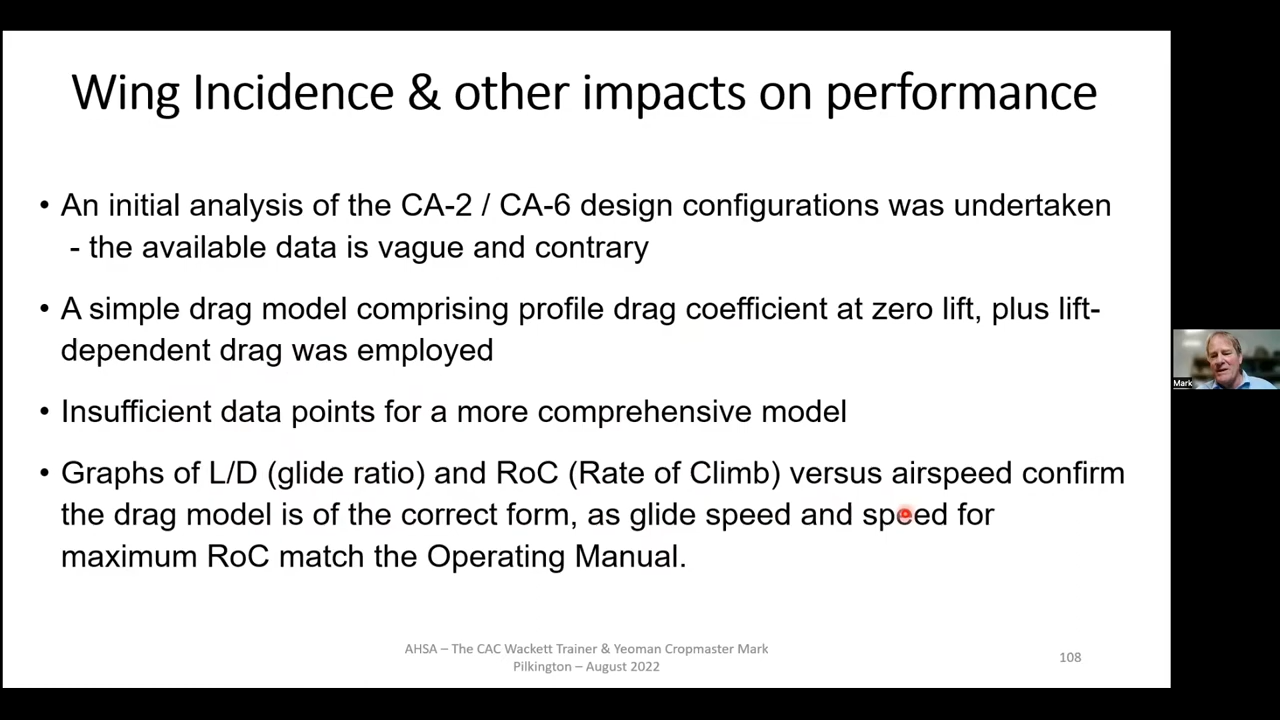 Wing Incidence & other impacts on performance
• An initial analysis of the CA-2 / CA-6 design configurations was undertaken
- the available data is vague and contrary
• A simple drag model comprising profile drag coefficient at zero lift, plus lift-
dependent drag was employed
• Insufficient data points for a more comprehensive model
• Graphs of L/D (glide ratio) and RoC (Rate of Climb) versus airspeed confirm
the drag model is of the correct form, as glide speed and speed for
maximum RoC match the Operating Manual.
Mark
AHSA – The CAC Wackett Trainer & Yeoman Cropmaster Mark
Pilkington – August 2022
108